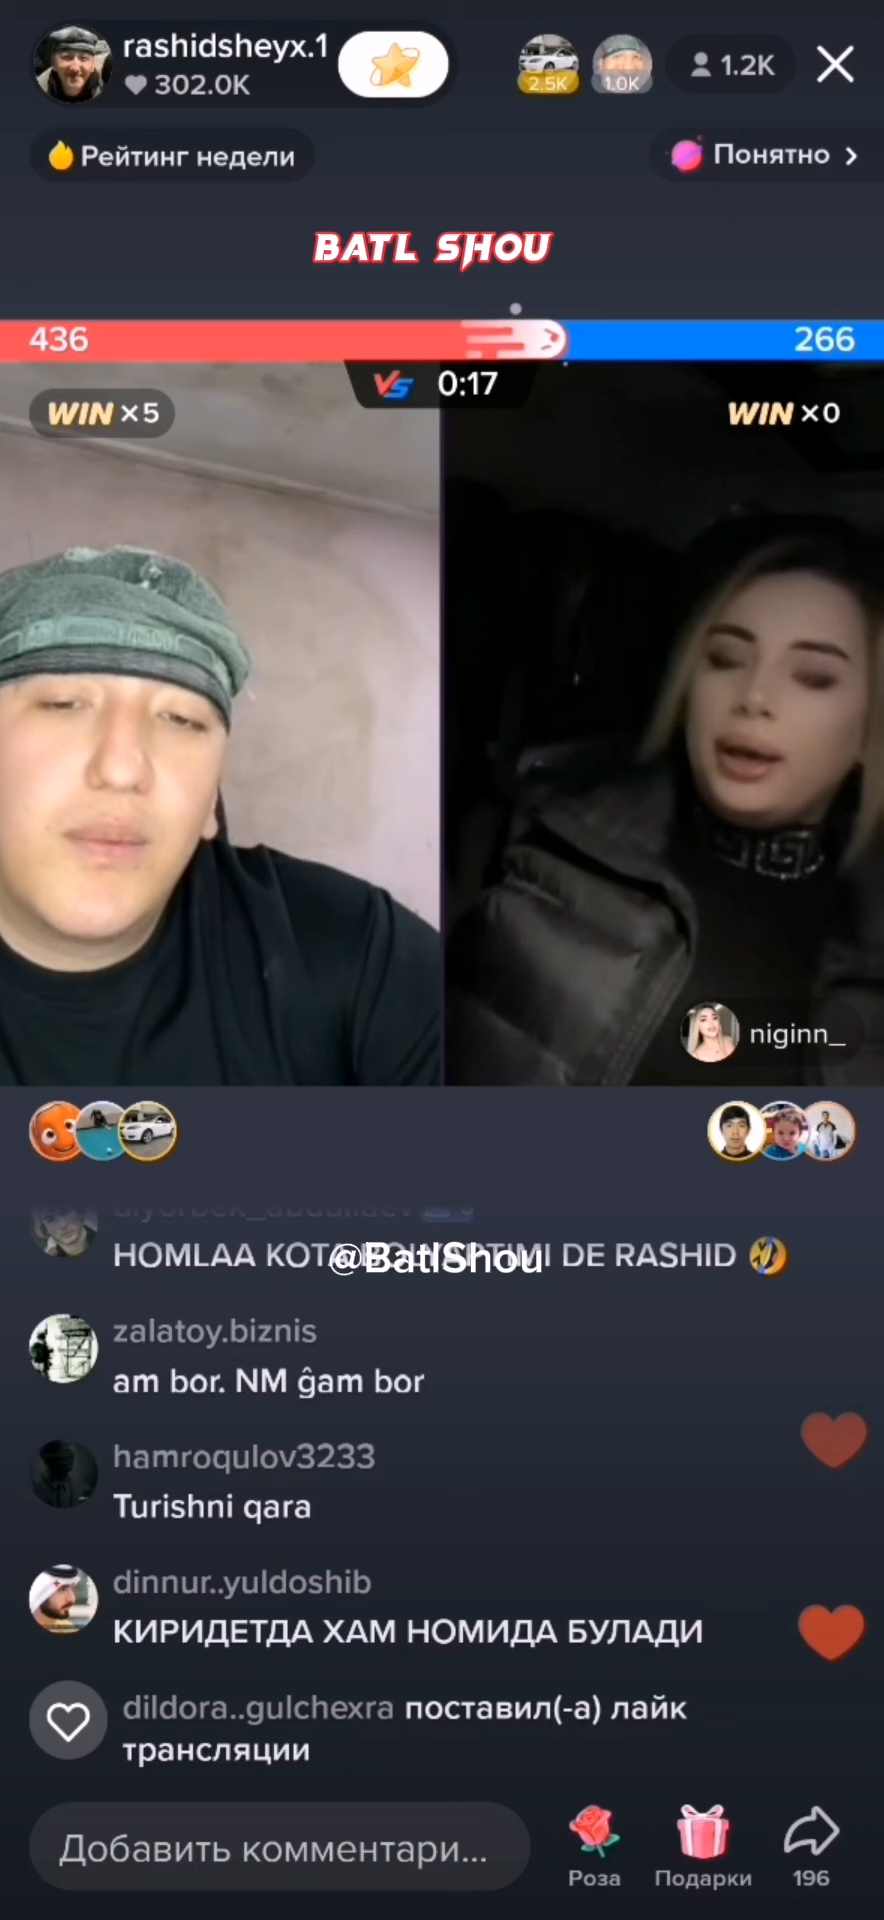 rashidsheyx.1
302.0K
2.5K
1.0K
1.2K
Рейтинг недели
Понятно
BATL SHOU
436
266
VS 0:17
WIN ×5
WIN ×0
niginn_
HOMLAA KOTA DE RASHID
@BatlShou
zalatoy.biznis
am bor. NM ĝam bor
hamroqulov3233
Turishni qara
dinnur..yuldoshib
КИРИДЕТДА ХАМ НОМИДА БУЛАДИ
dildora..gulchexra поставил(-а) лайк
трансляции
Добавить комментари...
Роза
Подарки
196